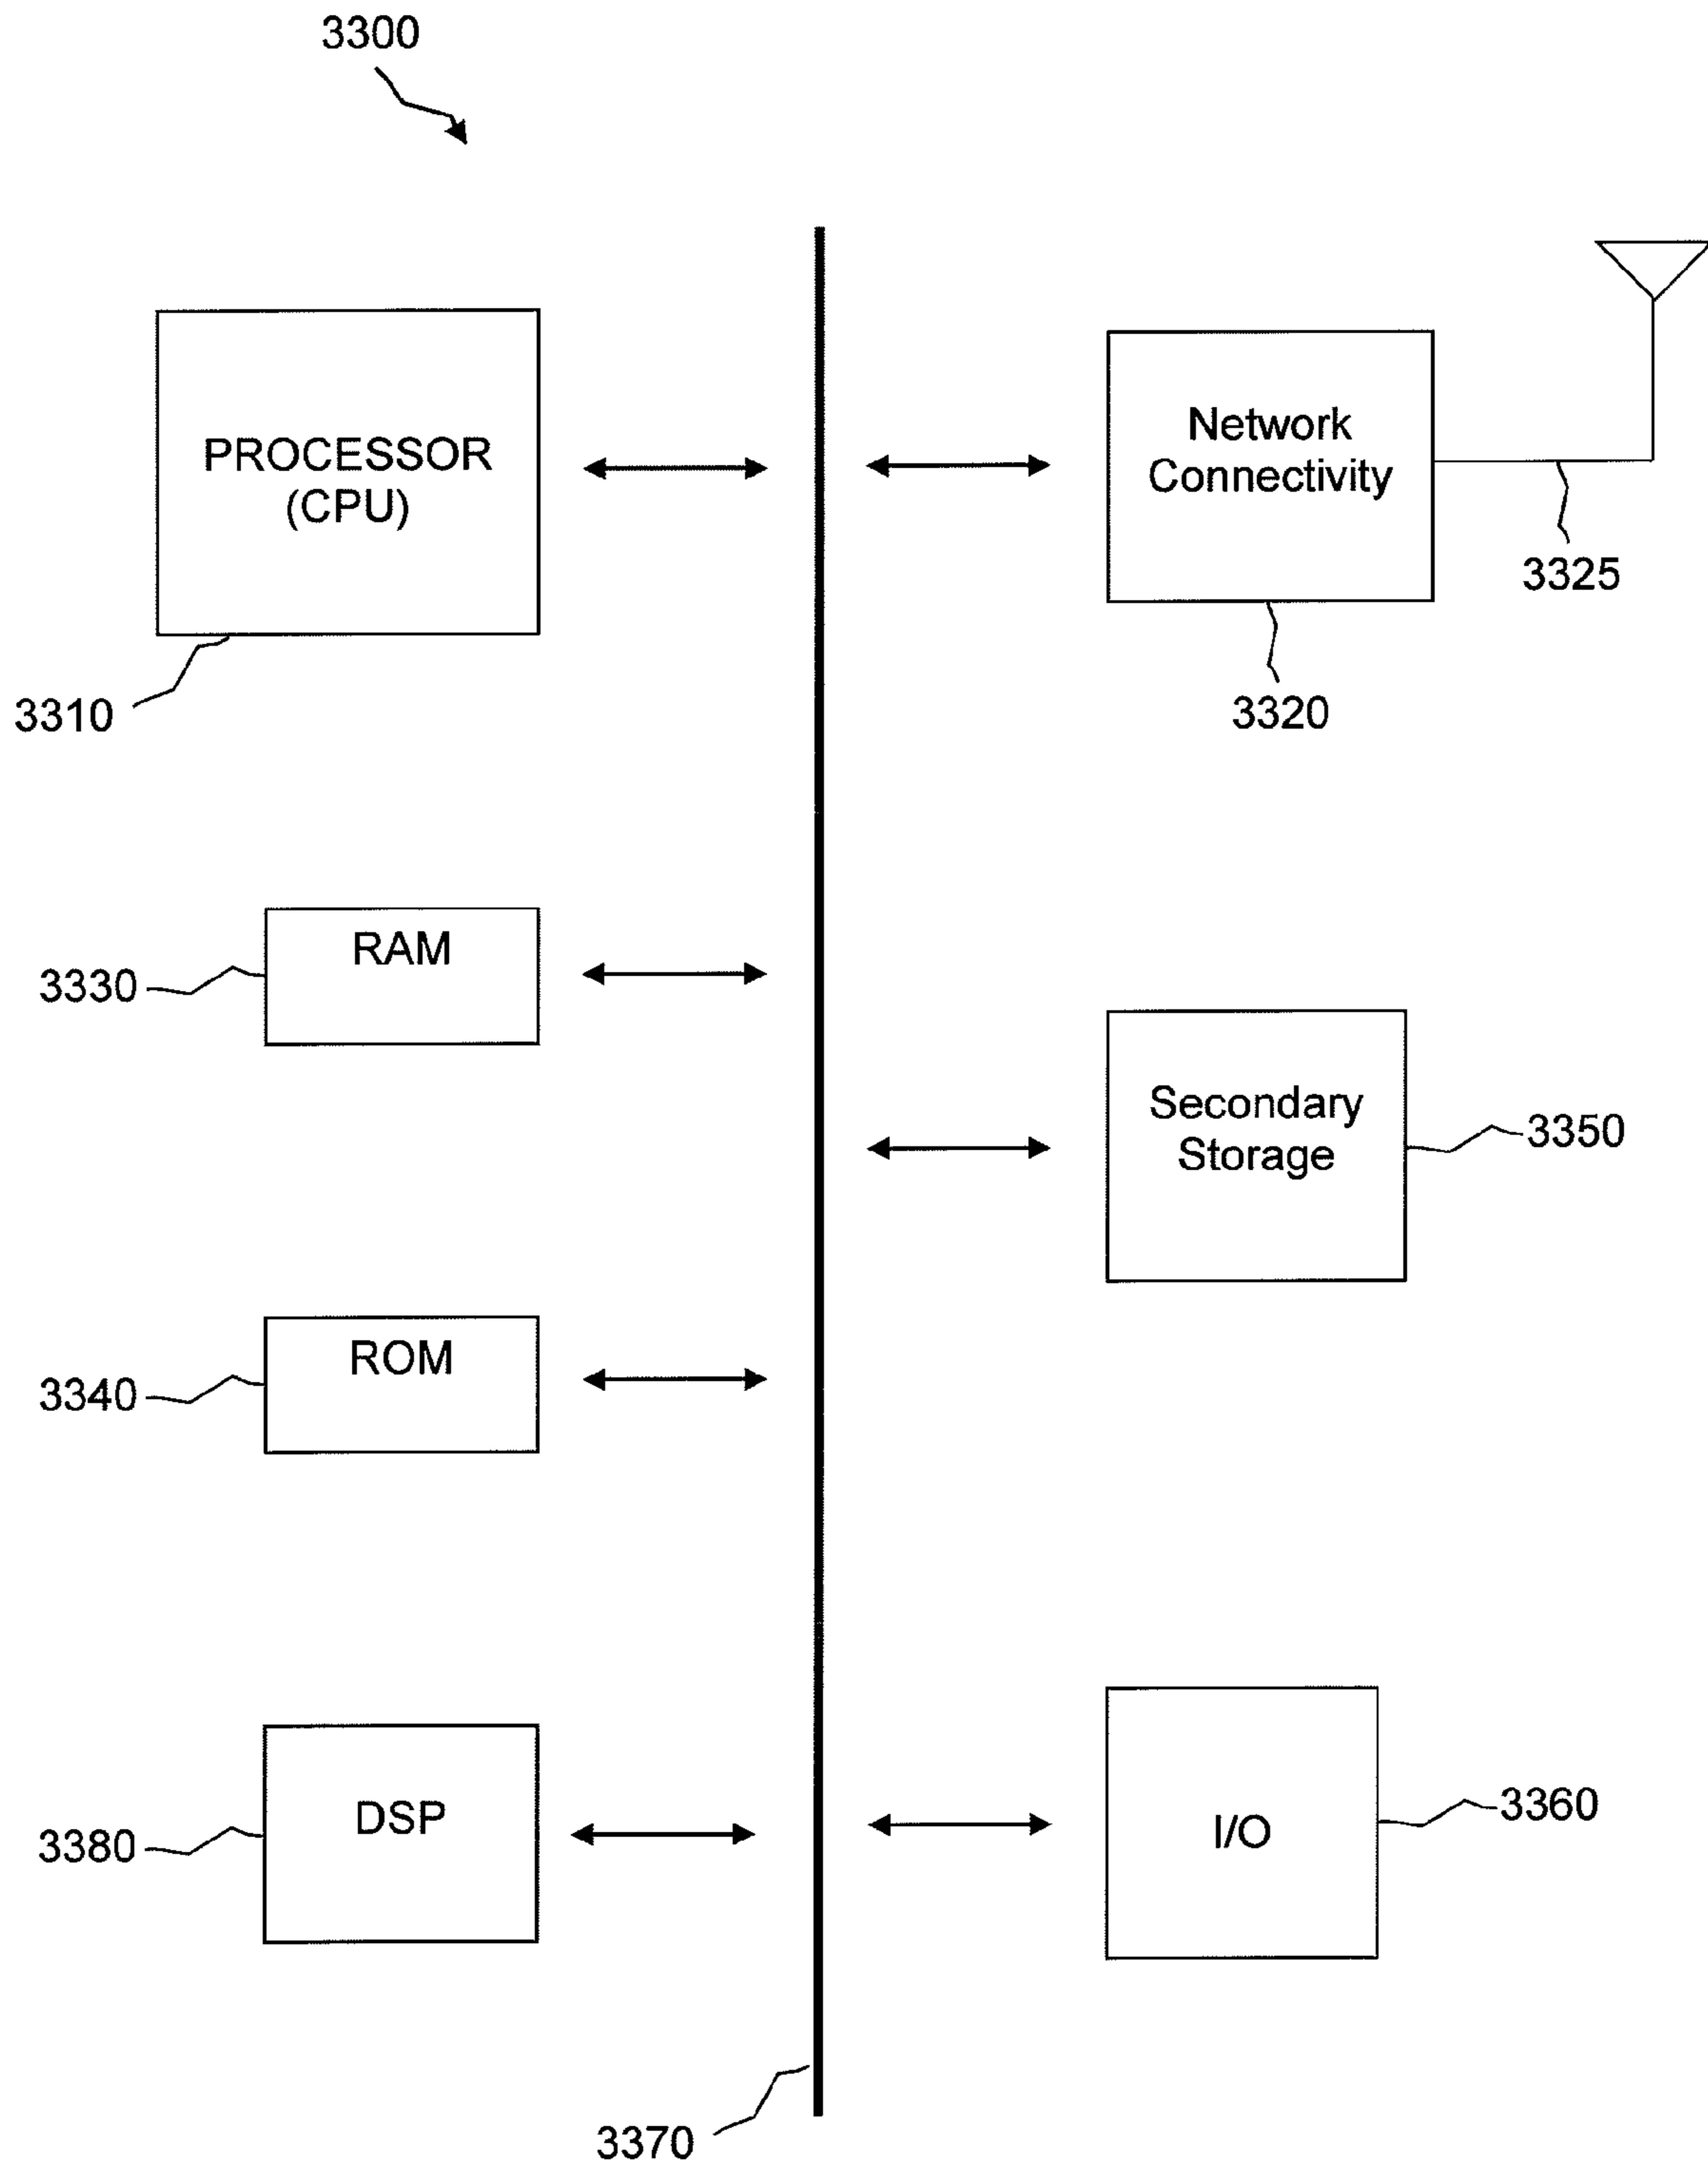 3300
PROCESSOR
(CPU)
3310
Network
Connectivity
3325
3320
RAM
3330
Secondary
Storage
3350
ROM
3340
DSP
3380
I/O
3360
3370